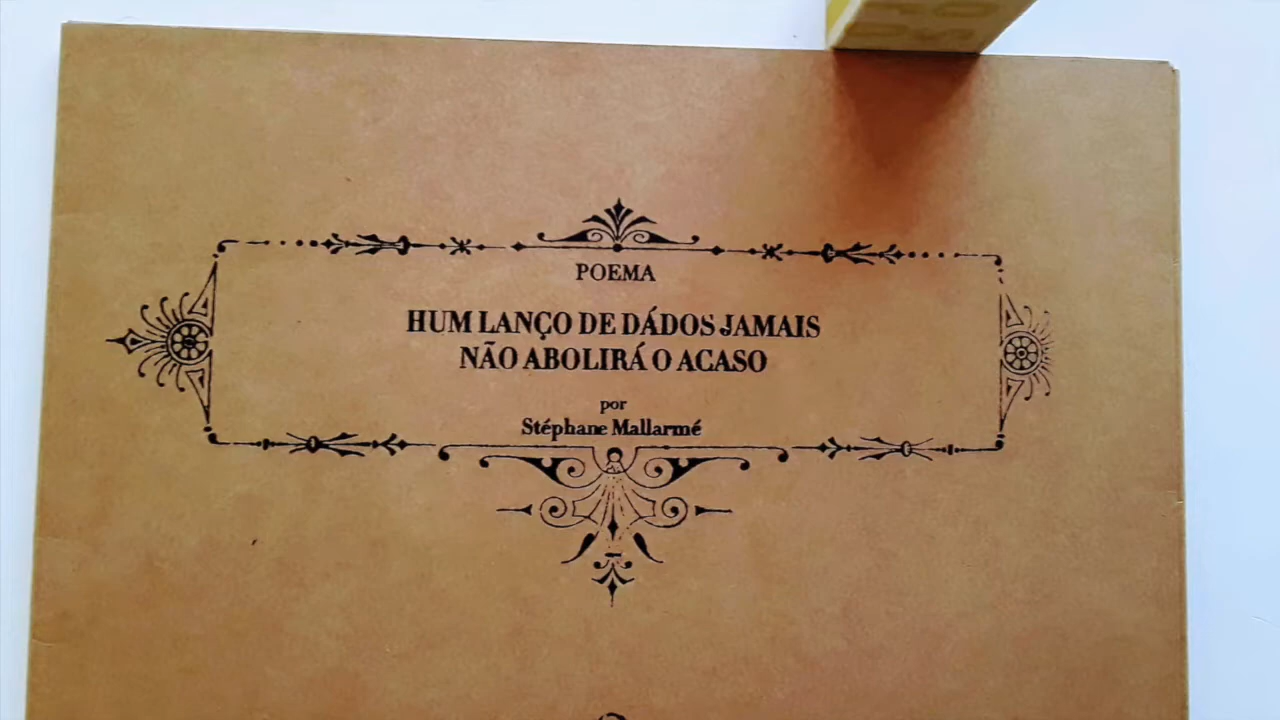 POEMA
HUM LANÇO DE DÁDOS JAMAIS
NÃO ABOLIRÁ O ACASO
por
Stéphane Mallarmé